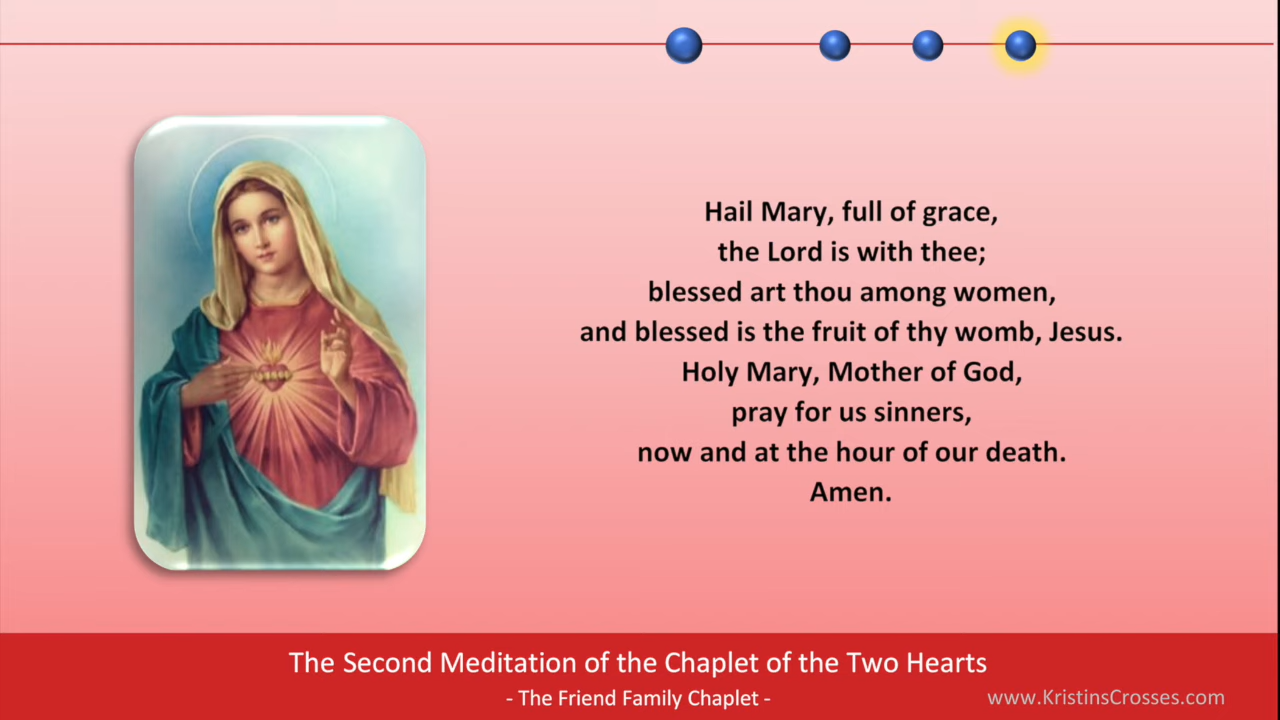 Hail Mary, full of grace,
the Lord is with thee;
blessed art thou among women,
and blessed is the fruit of thy womb, Jesus.
Holy Mary, Mother of God,
pray for us sinners,
now and at the hour of our death.
Amen.
The Second Meditation of the Chaplet of the Two Hearts
- The Friend Family Chaplet -
www.KristinsCrosses.com